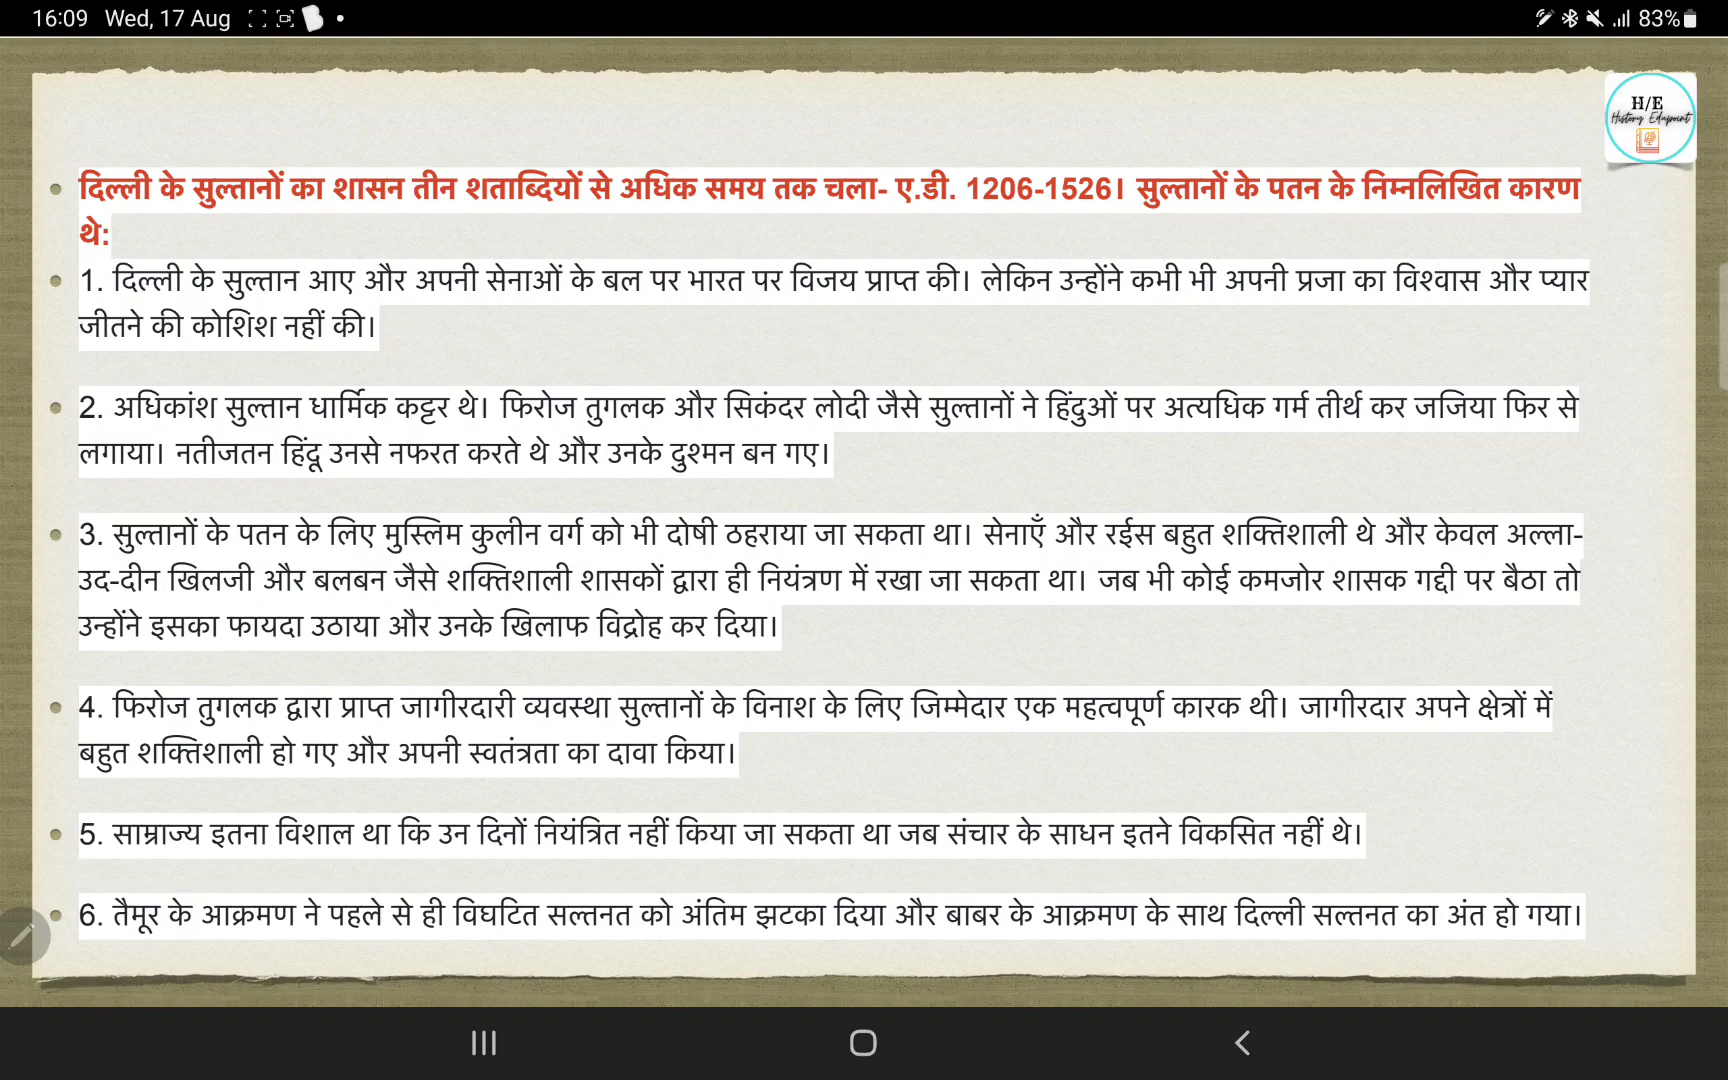 16:09 Wed, 17 Aug
83%
H/E
History Edupoint
दिल्ली के सुल्तानों का शासन तीन शताब्दियों से अधिक समय तक चला- ए.डी. 1206-1526। सुल्तानों के पतन के निम्नलिखित कारण
थे:
1. दिल्ली के सुल्तान आए और अपनी सेनाओं के बल पर भारत पर विजय प्राप्त की। लेकिन उन्होंने कभी भी अपनी प्रजा का विश्वास और प्यार
जीतने की कोशिश नहीं की।
2. अधिकांश सुल्तान धार्मिक कट्टर थे। फिरोज तुगलक और सिकंदर लोदी जैसे सुल्तानों ने हिंदुओं पर अत्यधिक गर्म तीर्थ कर जजिया फिर से
लगाया। नतीजतन हिंदू उनसे नफरत करते थे और उनके दुश्मन बन गए।
3. सुल्तानों के पतन के लिए मुस्लिम कुलीन वर्ग को भी दोषी ठहराया जा सकता था। सेनाएँ और रईस बहुत शक्तिशाली थे और केवल अल्ला-
उद-दीन खिलजी और बलबन जैसे शक्तिशाली शासकों द्वारा ही नियंत्रण में रखा जा सकता था। जब भी कोई कमजोर शासक गद्दी पर बैठा तो
उन्होंने इसका फायदा उठाया और उनके खिलाफ विद्रोह कर दिया।
4. फिरोज तुगलक द्वारा प्राप्त जागीरदारी व्यवस्था सुल्तानों के विनाश के लिए जिम्मेदार एक महत्वपूर्ण कारक थी। जागीरदार अपने क्षेत्रों में
बहुत शक्तिशाली हो गए और अपनी स्वतंत्रता का दावा किया।
5. साम्राज्य इतना विशाल था कि उन दिनों नियंत्रित नहीं किया जा सकता था जब संचार के साधन इतने विकसित नहीं थे।
6. तैमूर के आक्रमण ने पहले से ही विघटित सल्तनत को अंतिम झटका दिया और बाबर के आक्रमण के साथ दिल्ली सल्तनत का अंत हो गया।